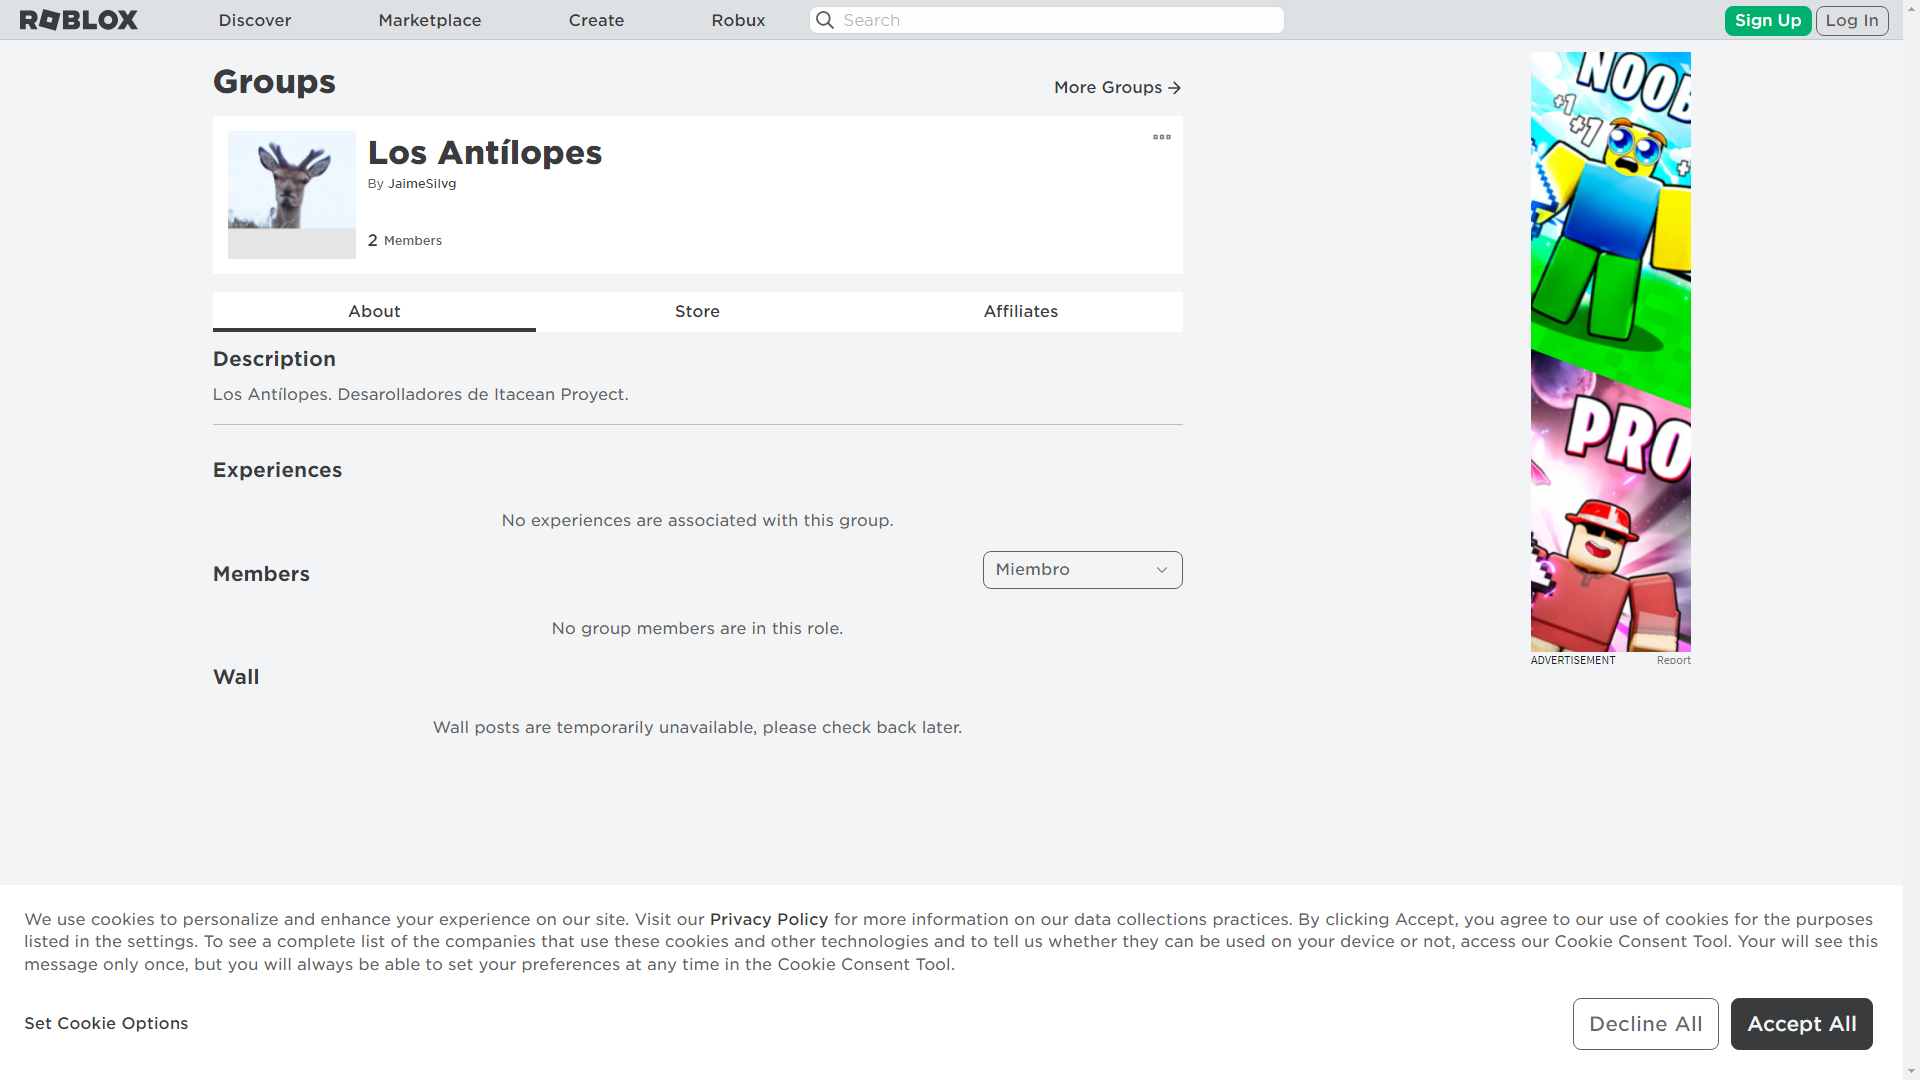 ROBLOX
Discover
Marketplace
Create
Robux
Search
Sign Up
Log In
Groups
More Groups
Los Antílopes
By JaimeSilvg
2 Members
About
Store
Affiliates
Description
Los Antílopes. Desarolladores de Itacean Proyect.
Experiences
No experiences are associated with this group.
Members
Miembro
No group members are in this role.
Wall
Wall posts are temporarily unavailable, please check back later.
NOOB
+1
+1
PRO
ADVERTISEMENT
Report
We use cookies to personalize and enhance your experience on our site. Visit our Privacy Policy for more information on our data collections practices. By clicking Accept, you agree to our use of cookies for the purposes
listed in the settings. To see a complete list of the companies that use these cookies and other technologies and to tell us whether they can be used on your device or not, access our Cookie Consent Tool. Your will see this
message only once, but you will always be able to set your preferences at any time in the Cookie Consent Tool.
Set Cookie Options
Decline All
Accept All